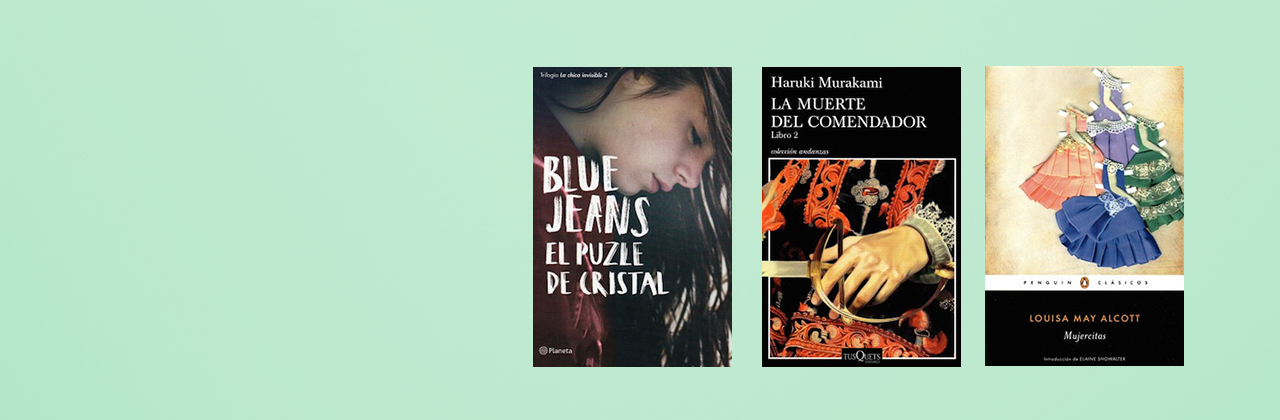 Trilogía La chica invisible 2
BLUE
JEANS
EL PUZLE
DE CRISTAL
Planeta
Haruki Murakami
LA MUERTE
DEL COMENDADOR
Libro 2
colección andanzas
TUSQUETS
PENGUIN CLÁSICOS
LOUISA MAY ALCOTT
Mujercitas
Introducción de ELAINE SHOWALTER